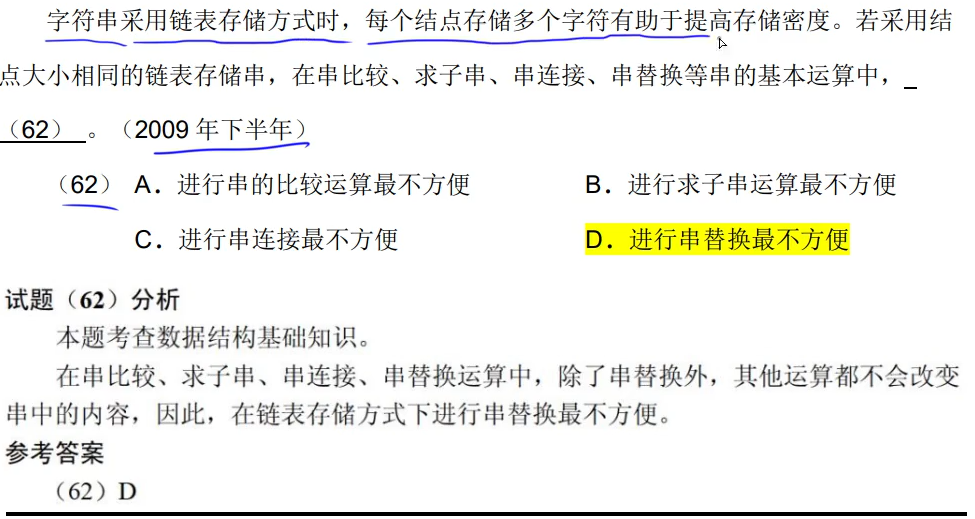 字符串采用链表存储方式时，每个结点存储多个字符有助于提高存储密度。若采用结
点大小相同的链表存储串，在串比较、求子串、串连接、串替换等串的基本运算中，
（62） 。（2009 年下半年）
（62） A．进行串的比较运算最不方便 B．进行求子串运算最不方便
C．进行串连接最不方便 D．进行串替换最不方便
试题（62）分析
本题考查数据结构基础知识。
在串比较、求子串、串连接、串替换运算中，除了串替换外，其他运算都不会改变
串中的内容，因此，在链表存储方式下进行串替换最不方便。
参考答案
（62）D